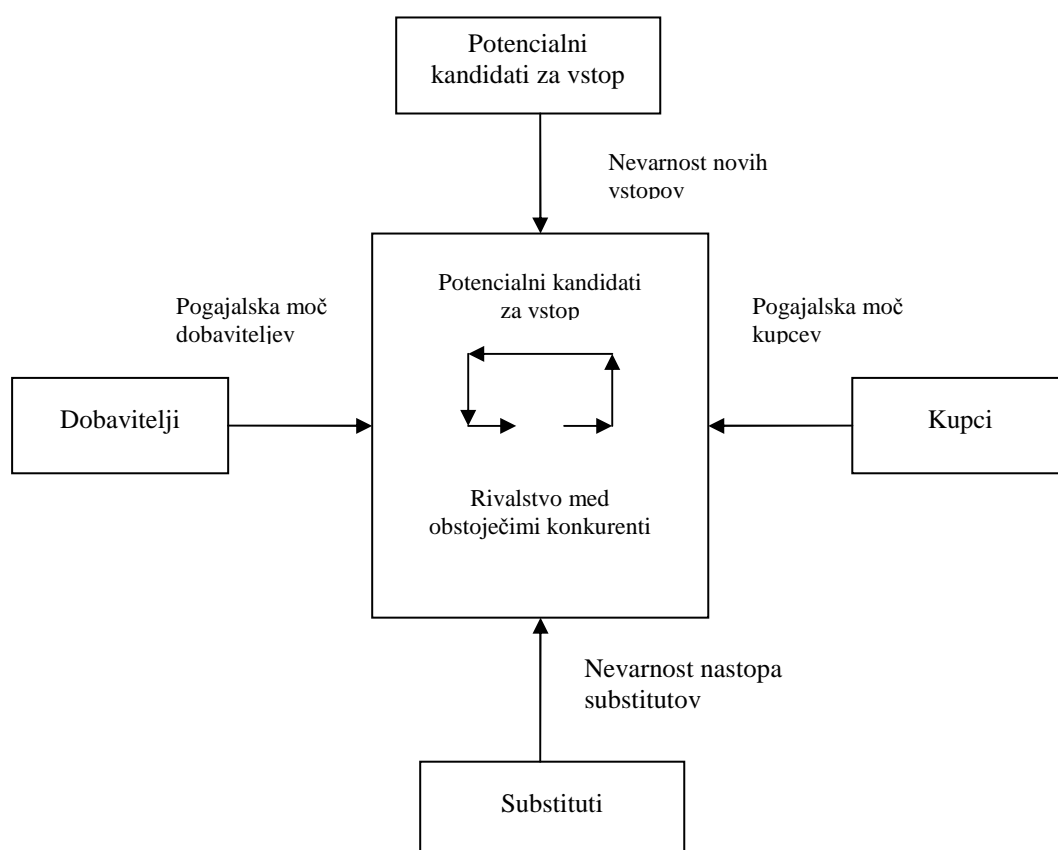 Potencialni
kandidati za vstop
Nevarnost novih
vstopov
Potencialni kandidati
za vstop
Pogajalska moč
dobaviteljev
Pogajalska moč
kupcev
Dobavitelji
Kupci
Rivalstvo med
obstoječimi konkurenti
Nevarnost nastopa
substitutov
Substituti